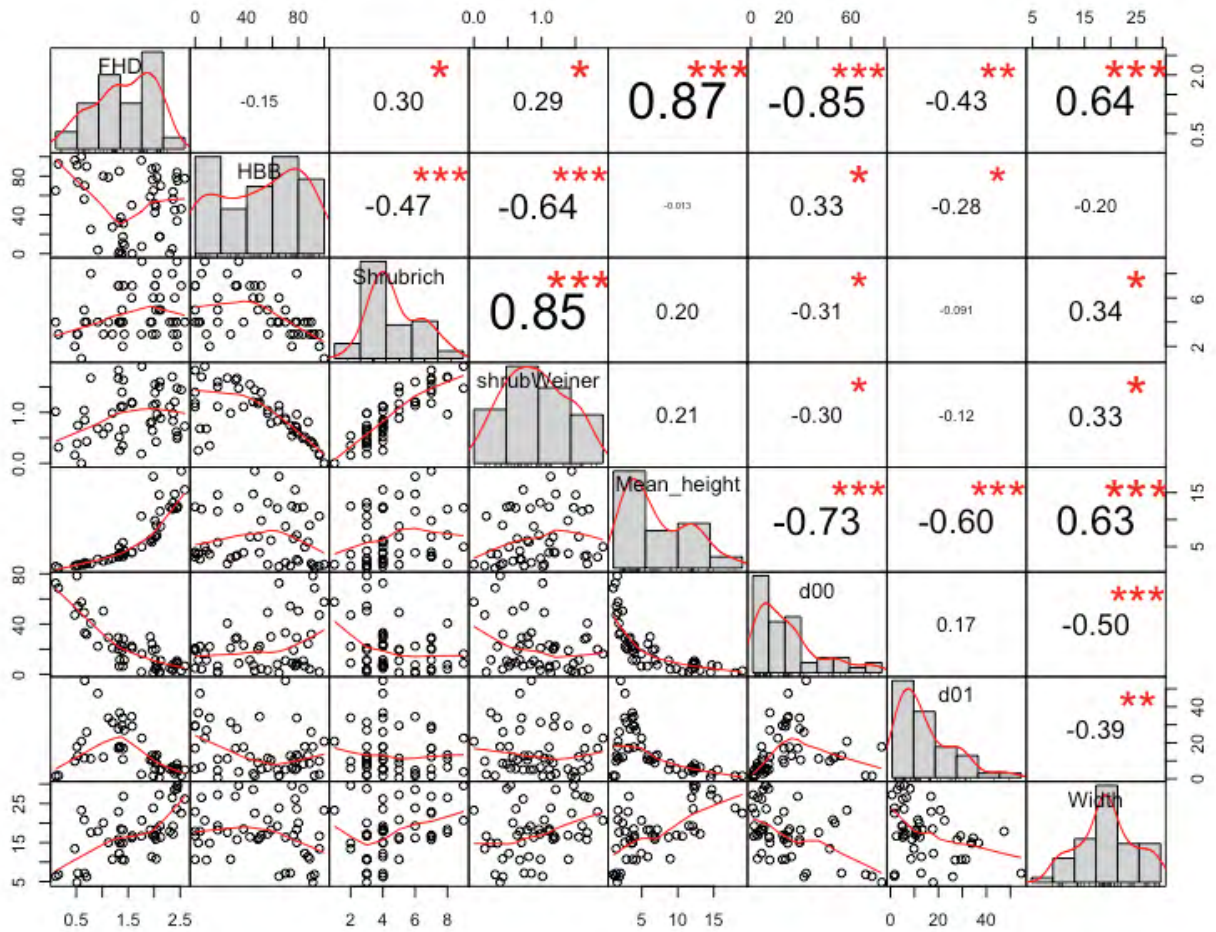 0 40 80 0.0 1.0 0 20 60 5 15 25
FHD -0.15 * 0.30 * 0.29 *** 0.87 *** -0.85 ** -0.43 *** 0.64 0.5 2.0
0 40 80 HBB *** -0.47 *** -0.64 -0.013 * 0.33 * -0.28 -0.20
Shrubrich *** 0.85 0.20 * -0.31 -0.091 * 0.34 2 6
0.0 1.0 shrubWeiner 0.21 * -0.30 -0.12 * 0.33
Mean_height *** -0.73 *** -0.60 *** 0.63 5 15
0 40 80 d00 0.17 *** -0.50
d01 ** -0.39 0 20 40
5 15 25 Width
0.5 1.5 2.5 2 4 6 8 5 10 15 0 20 40